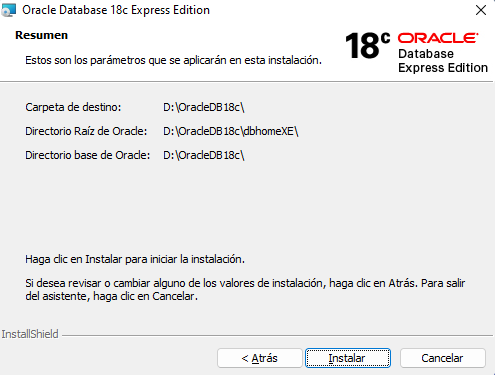 Oracle Database 18c Express Edition
Resumen
Estos son los parámetros que se aplicarán en esta instalación.
18c ORACLE
Database
Express Edition
Carpeta de destino: D:\OracleDB18c\
Directorio Raíz de Oracle: D:\OracleDB18c\dbhomeXE\
Directorio base de Oracle: D:\OracleDB18c\
Haga clic en Instalar para iniciar la instalación.
Si desea revisar o cambiar alguno de los valores de instalación, haga clic en Atrás. Para salir
del asistente, haga clic en Cancelar.
InstallShield
< Atrás Instalar Cancelar